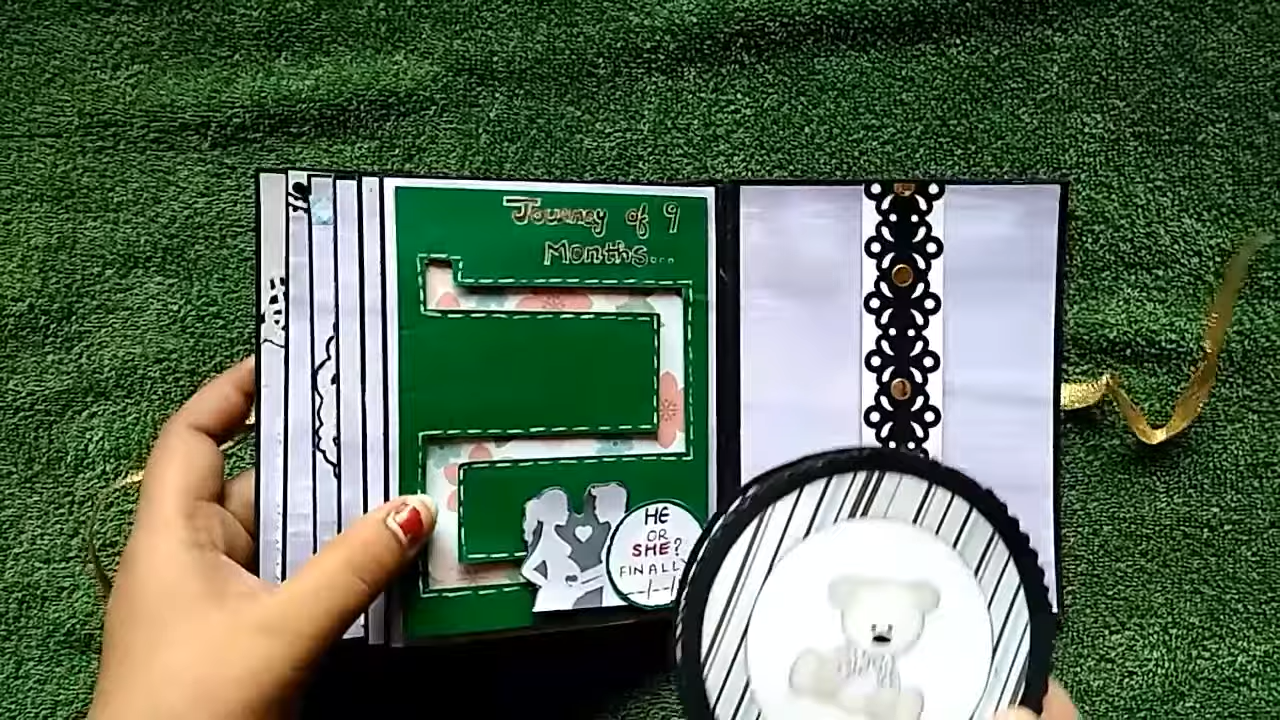 Journey of 9
Months...
HE
OR
SHE?
FINALLY
--/--/